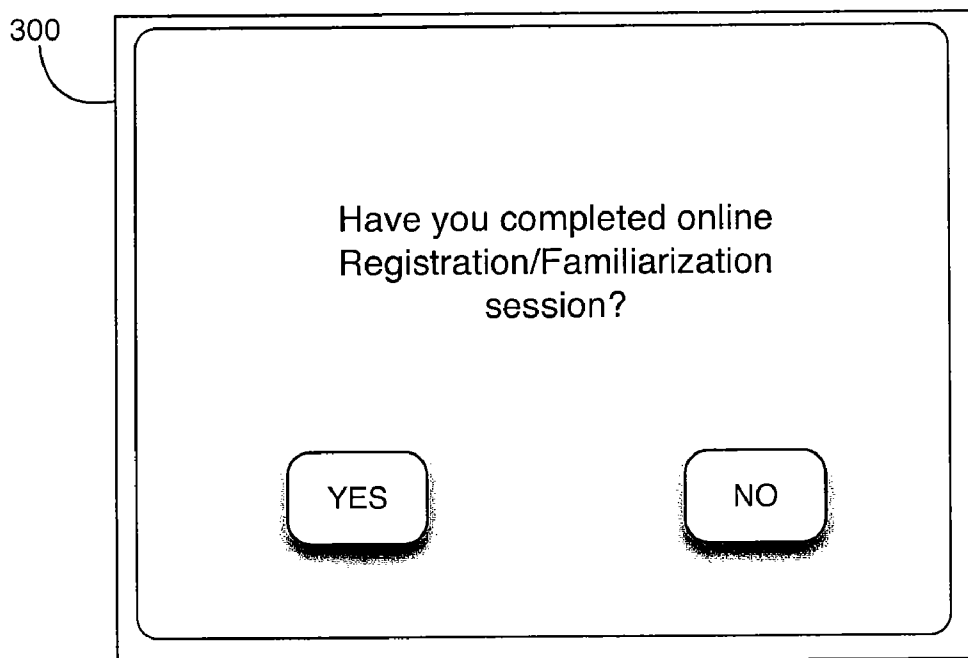 300
Have you completed online
Registration/Familiarization
session?
YES
NO